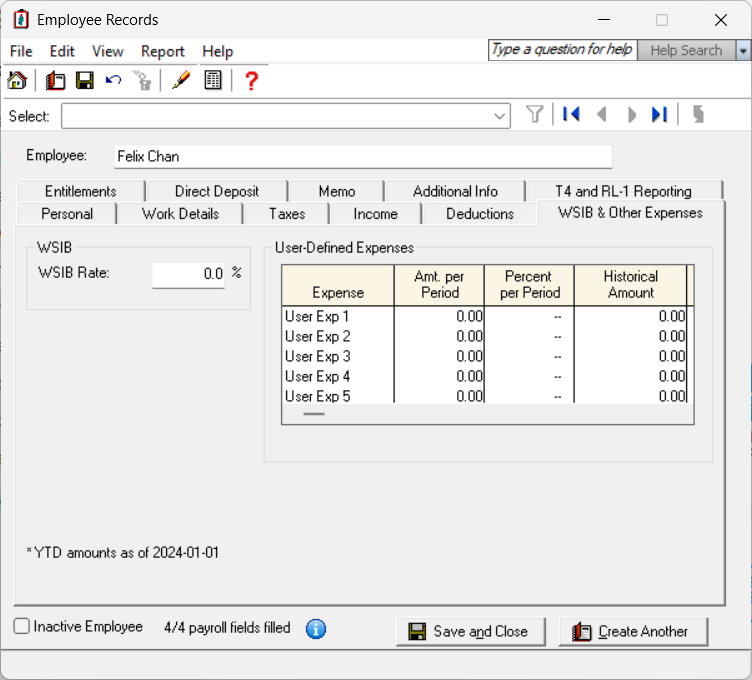 Employee Records
File Edit View Report Help
Type a question for help Help Search
Select:
Employee: Felix Chan
Entitlements Direct Deposit Memo Additional Info T4 and RL-1 Reporting
Personal Work Details Taxes Income Deductions WSIB & Other Expenses
WSIB
WSIB Rate: 0.0 %
User-Defined Expenses
Expense Amt. per Period Percent per Period Historical Amount
User Exp 1 0.00 -- 0.00
User Exp 2 0.00 -- 0.00
User Exp 3 0.00 -- 0.00
User Exp 4 0.00 -- 0.00
User Exp 5 0.00 -- 0.00
* YTD amounts as of 2024-01-01
Inactive Employee 4/4 payroll fields filled Save and Close Create Another